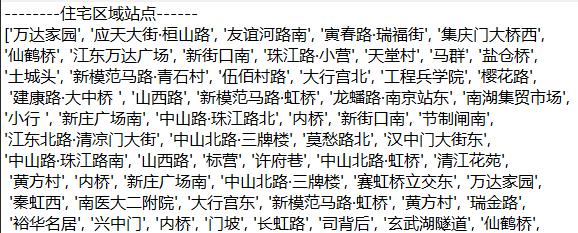 --------住宅区域站点------
['万达家园', '应天大街·桓山路', '友谊河路南', '寅春路·瑞福街', '集庆门大桥西',
'仙鹤桥', '江东万达广场', '新街口南', '珠江路·小营', '天堂村', '马群', '盐仓桥',
'土城头', '新模范马路·青石村', '伍佰村路', '大行宫北', '工程兵学院', '樱花路',
'建康路·大中桥 ', '山西路', '新模范马路·虹桥', '龙蟠路·南京站东', '南湖集贸市场',
'小行 ', '新庄广场南', '中山路·珠江路北', '内桥', '新街口南', '节制闸南',
'江东北路·清凉门大街', '中山北路·三牌楼', '莫愁路北', '汉中门大街东',
'中山路·珠江路南', '山西路', '标营', '许府巷', '中山北路·虹桥', '清江花苑',
'黄方村', '内桥', '新庄广场南', '中山北路·三牌楼', '赛虹桥立交东', '万达家园',
'秦虹西', '南医大二附院', '大行宫东', '新模范马路·虹桥', '黄方村', '瑞金路',
'裕华名居', '兴中门', '内桥', '门坡', '长虹路', '司背后', '玄武湖隧道', '仙鹤桥',